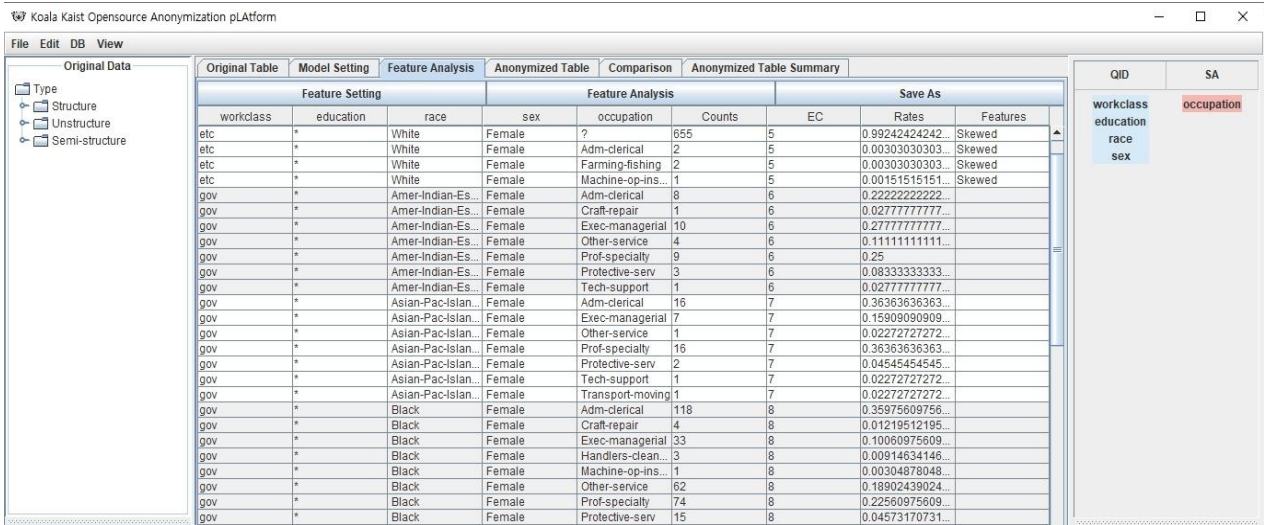 Koala Kaist Opensource Anonymization pLAtform
File Edit DB View
Original Data
Type
Structure
Unstructure
Semi-structure
Original Table Model Setting Feature Analysis Anonymized Table Comparison Anonymized Table Summary
Feature Setting Feature Analysis Save As
workclass education race sex occupation Counts EC Rates Features
etc * White Female ? 655 5 0.99242424242... Skewed
etc * White Female Adm-clerical 2 5 0.00303030303... Skewed
etc * White Female Farming-fishing 2 5 0.00303030303... Skewed
etc * White Female Machine-op-ins... 1 5 0.00151515151... Skewed
gov * Amer-Indian-Es... Female Adm-clerical 8 6 0.22222222222...
gov * Amer-Indian-Es... Female Craft-repair 1 6 0.02777777777...
gov * Amer-Indian-Es... Female Exec-managerial 10 6 0.27777777777...
gov * Amer-Indian-Es... Female Other-service 4 6 0.11111111111...
gov * Amer-Indian-Es... Female Prof-specialty 9 6 0.25
gov * Amer-Indian-Es... Female Protective-serv 3 6 0.08333333333...
gov * Amer-Indian-Es... Female Tech-support 1 6 0.02777777777...
gov * Asian-Pac-Islan... Female Adm-clerical 16 7 0.36363636363...
gov * Asian-Pac-Islan... Female Exec-managerial 7 7 0.15909090909...
gov * Asian-Pac-Islan... Female Other-service 1 7 0.02272727272...
gov * Asian-Pac-Islan... Female Prof-specialty 16 7 0.36363636363...
gov * Asian-Pac-Islan... Female Protective-serv 2 7 0.04545454545...
gov * Asian-Pac-Islan... Female Tech-support 1 7 0.02272727272...
gov * Asian-Pac-Islan... Female Transport-moving 1 7 0.02272727272...
gov * Black Female Adm-clerical 118 8 0.35975609756...
gov * Black Female Craft-repair 4 8 0.01219512195...
gov * Black Female Exec-managerial 33 8 0.10060975609...
gov * Black Female Handlers-clean... 3 8 0.00914634146...
gov * Black Female Machine-op-ins... 1 8 0.00304878048...
gov * Black Female Other-service 62 8 0.18902439024...
gov * Black Female Prof-specialty 74 8 0.22560975609...
gov * Black Female Protective-serv 15 8 0.04573170731...
QID SA
workclass occupation
education
race
sex